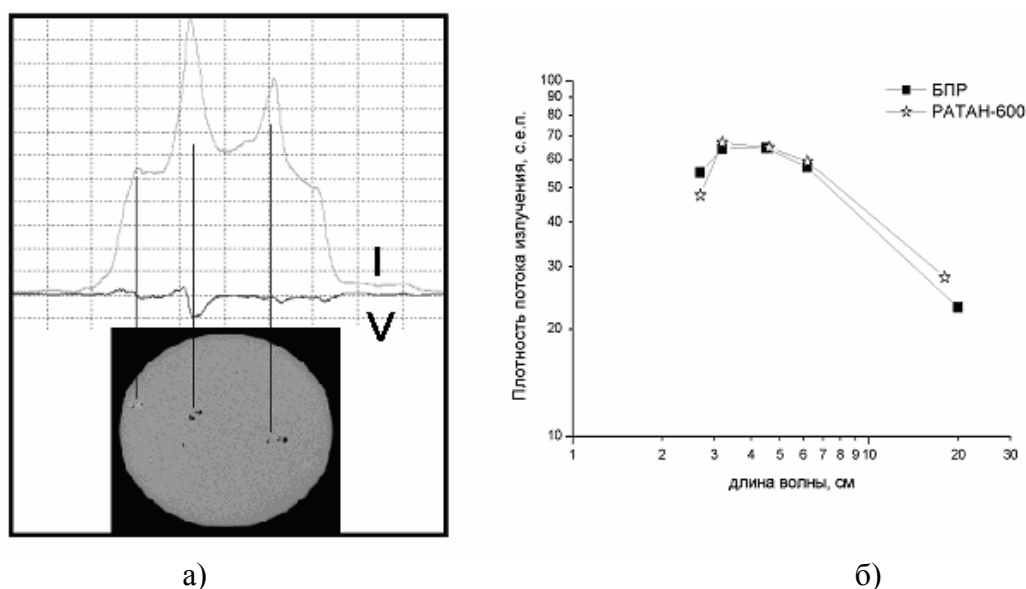 I
V
а)
БПР
РАТАН-600
Плотность потока излучения, с.е.п.
100
90
80
70
60
50
40
30
20
10
1 2 3 4 5 6 7 8 9 10 20 30
длина волны, см
б)